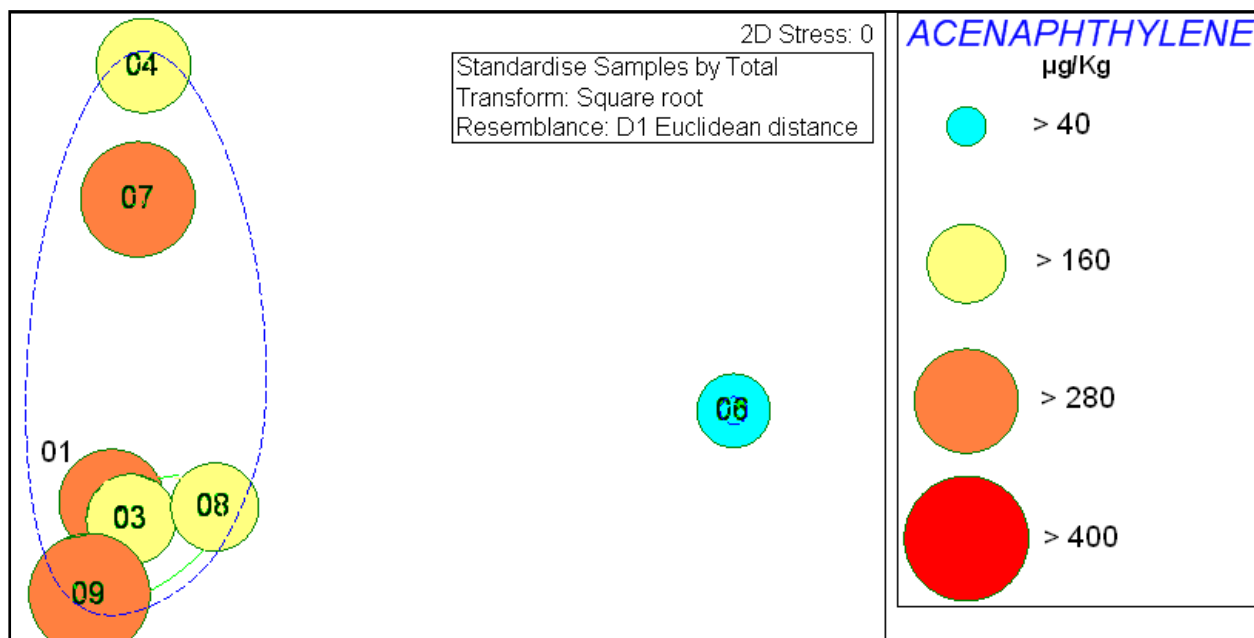 2D Stress: 0
Standardise Samples by Total
Transform: Square root
Resemblance: D1 Euclidean distance
04
07
06
01
03
08
09
ACENAPHTHYLENE
µg/Kg
> 40
> 160
> 280
> 400